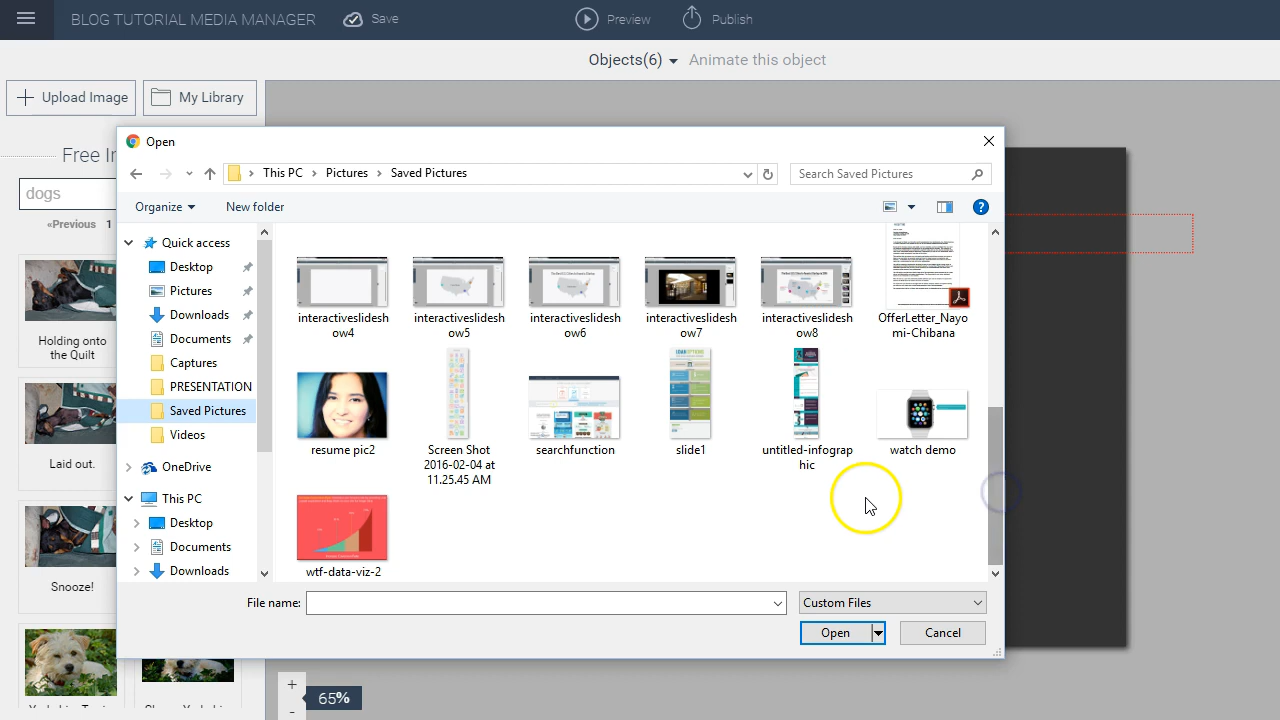 BLOG TUTORIAL MEDIA MANAGER
Save
Preview
Publish
Objects(6)
Animate this object
Upload Image
My Library
Free
dogs
«Previous 1
Holding onto
the Quilt
Laid out.
Snooze!
Open
This PC
Pictures
Saved Pictures
Search Saved Pictures
Organize
New folder
Quick access
Desktop
Pictures
Downloads
Documents
Captures
PRESENTATION
Saved Pictures
Videos
OneDrive
This PC
Desktop
Documents
Downloads
interactiveslidesh
ow4
interactiveslidesh
ow5
interactiveslidesh
ow6
interactiveslidesh
ow7
interactiveslidesh
ow8
OfferLetter_Nayo
mi-Chibana
resume pic2
Screen Shot
2016-02-04 at
11.25.45 AM
searchfunction
slide1
untitled-infograp
hic
watch demo
wtf-data-viz-2
File name:
Custom Files
Open
Cancel
+
65%
-